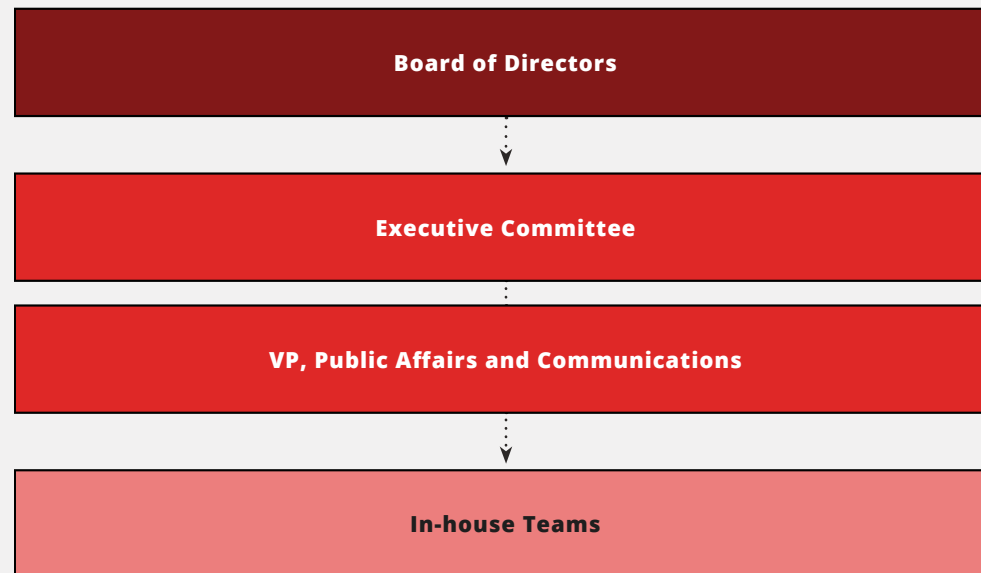 Board of Directors
Executive Committee
VP, Public Affairs and Communications
In-house Teams